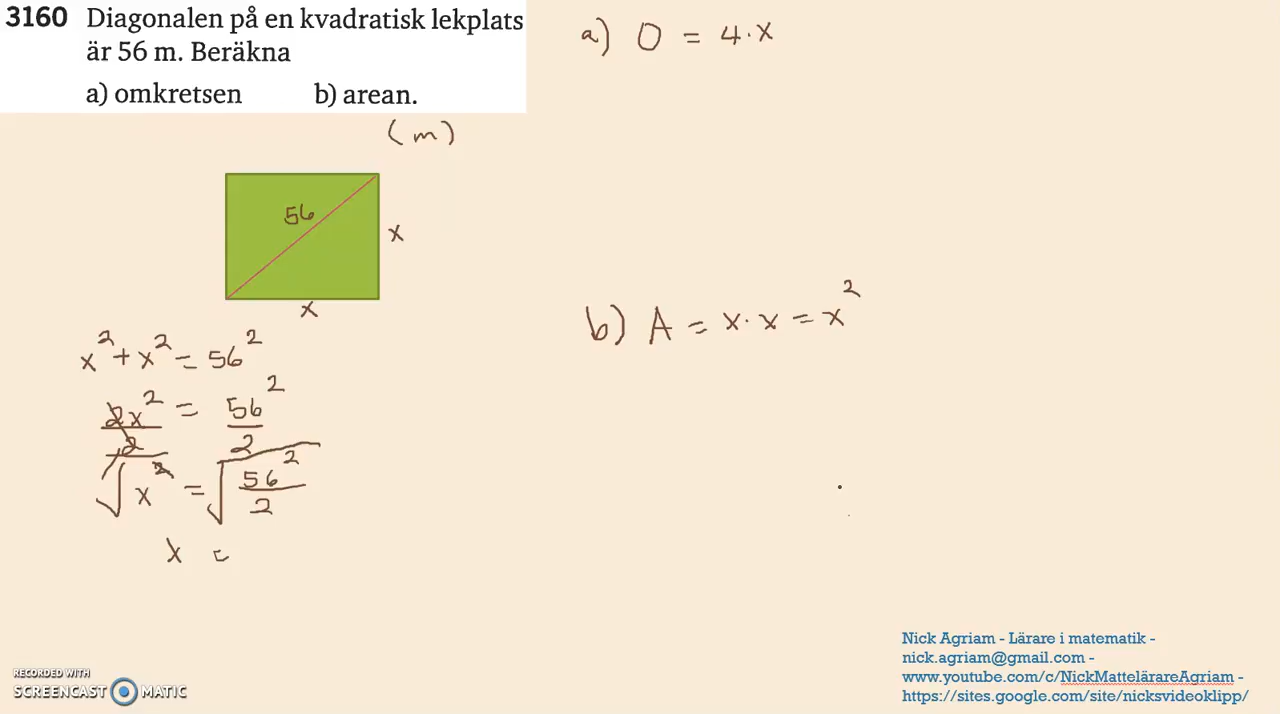 3160 Diagonalen på en kvadratisk lekplats
är 56 m. Beräkna
a) omkretsen b) arean.
(m)
56
x
x
x² + x² = 56²
2x²/2 = 56²/2
√x² = √56²/2
x =
a) O = 4·x
b) A = x·x = x²
RECORDED WITH
SCREENCAST MATIC
Nick Agriam - Lärare i matematik -
nick.agriam@gmail.com -
www.youtube.com/c/NickMattelärareAgriam -
https://sites.google.com/site/nicksvideoklipp/